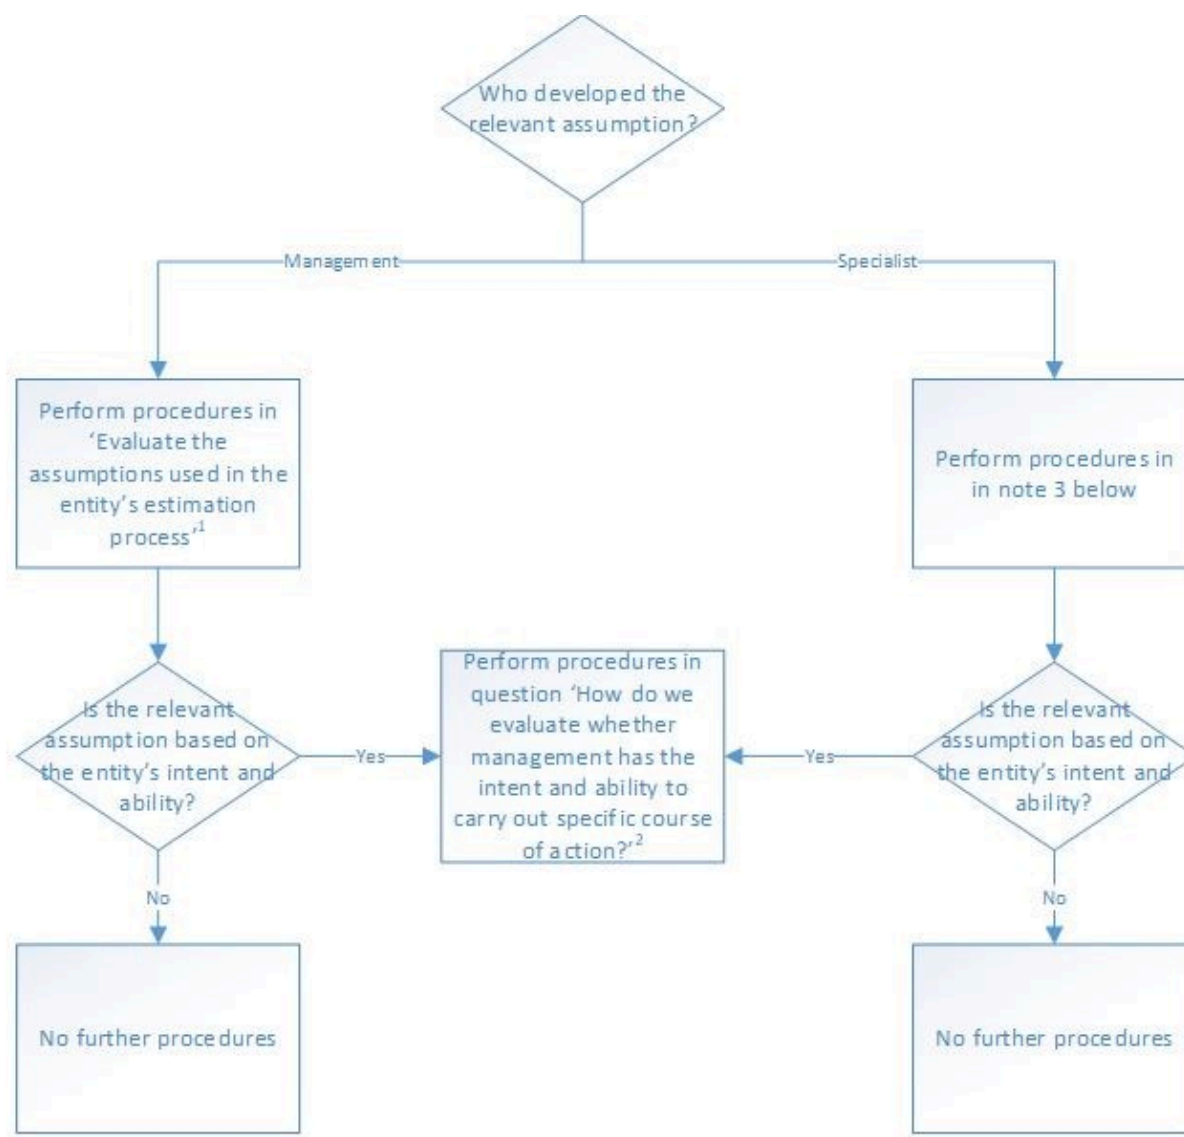 Who developed the
relevant assumption?
Management
Specialist
Perform procedures in
‘Evaluate the
assumptions used in the
entity’s estimation
process’1
Perform procedures in
in note 3 below
Is the relevant
assumption based on
the entity’s intent and
ability?
Yes
Perform procedures in
question ‘How do we
evaluate whether
management has the
intent and ability to
carry out specific course
of action?’2
Yes
Is the relevant
assumption based on
the entity’s intent and
ability?
No
No
No further procedures
No further procedures